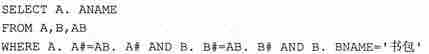 SELECT A. ANAME
FROM A,B,AB
WHERE A. A#=AB. A# AND B. B#=AB. B# AND B. BNAME='书包'